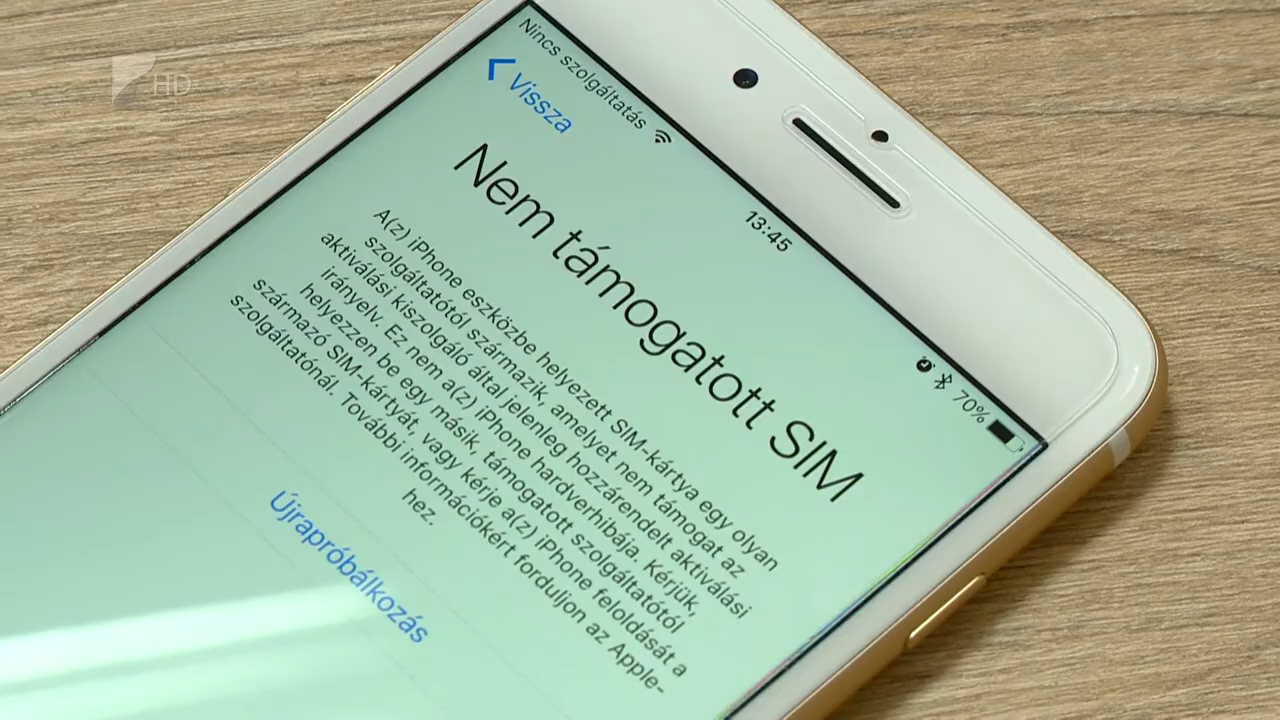 HD
Nincs szolgáltatás
13:45
70%
Vissza
Nem támogatott SIM
A(z) iPhone eszközbe helyezett SIM-kártya egy olyan
szolgáltatótól származik, amelyet nem támogat az
aktiválási kiszolgáló által jelenleg hozzárendelt aktiválási
irányelv. Ez nem a(z) iPhone hardverhibája. Kérjük,
helyezzen be egy másik, támogatott szolgáltatótól
származó SIM-kártyát, vagy kérje a(z) iPhone feloldását a
szolgáltatónál. További információkért forduljon az Apple-
hez.
Újrapróbálkozás